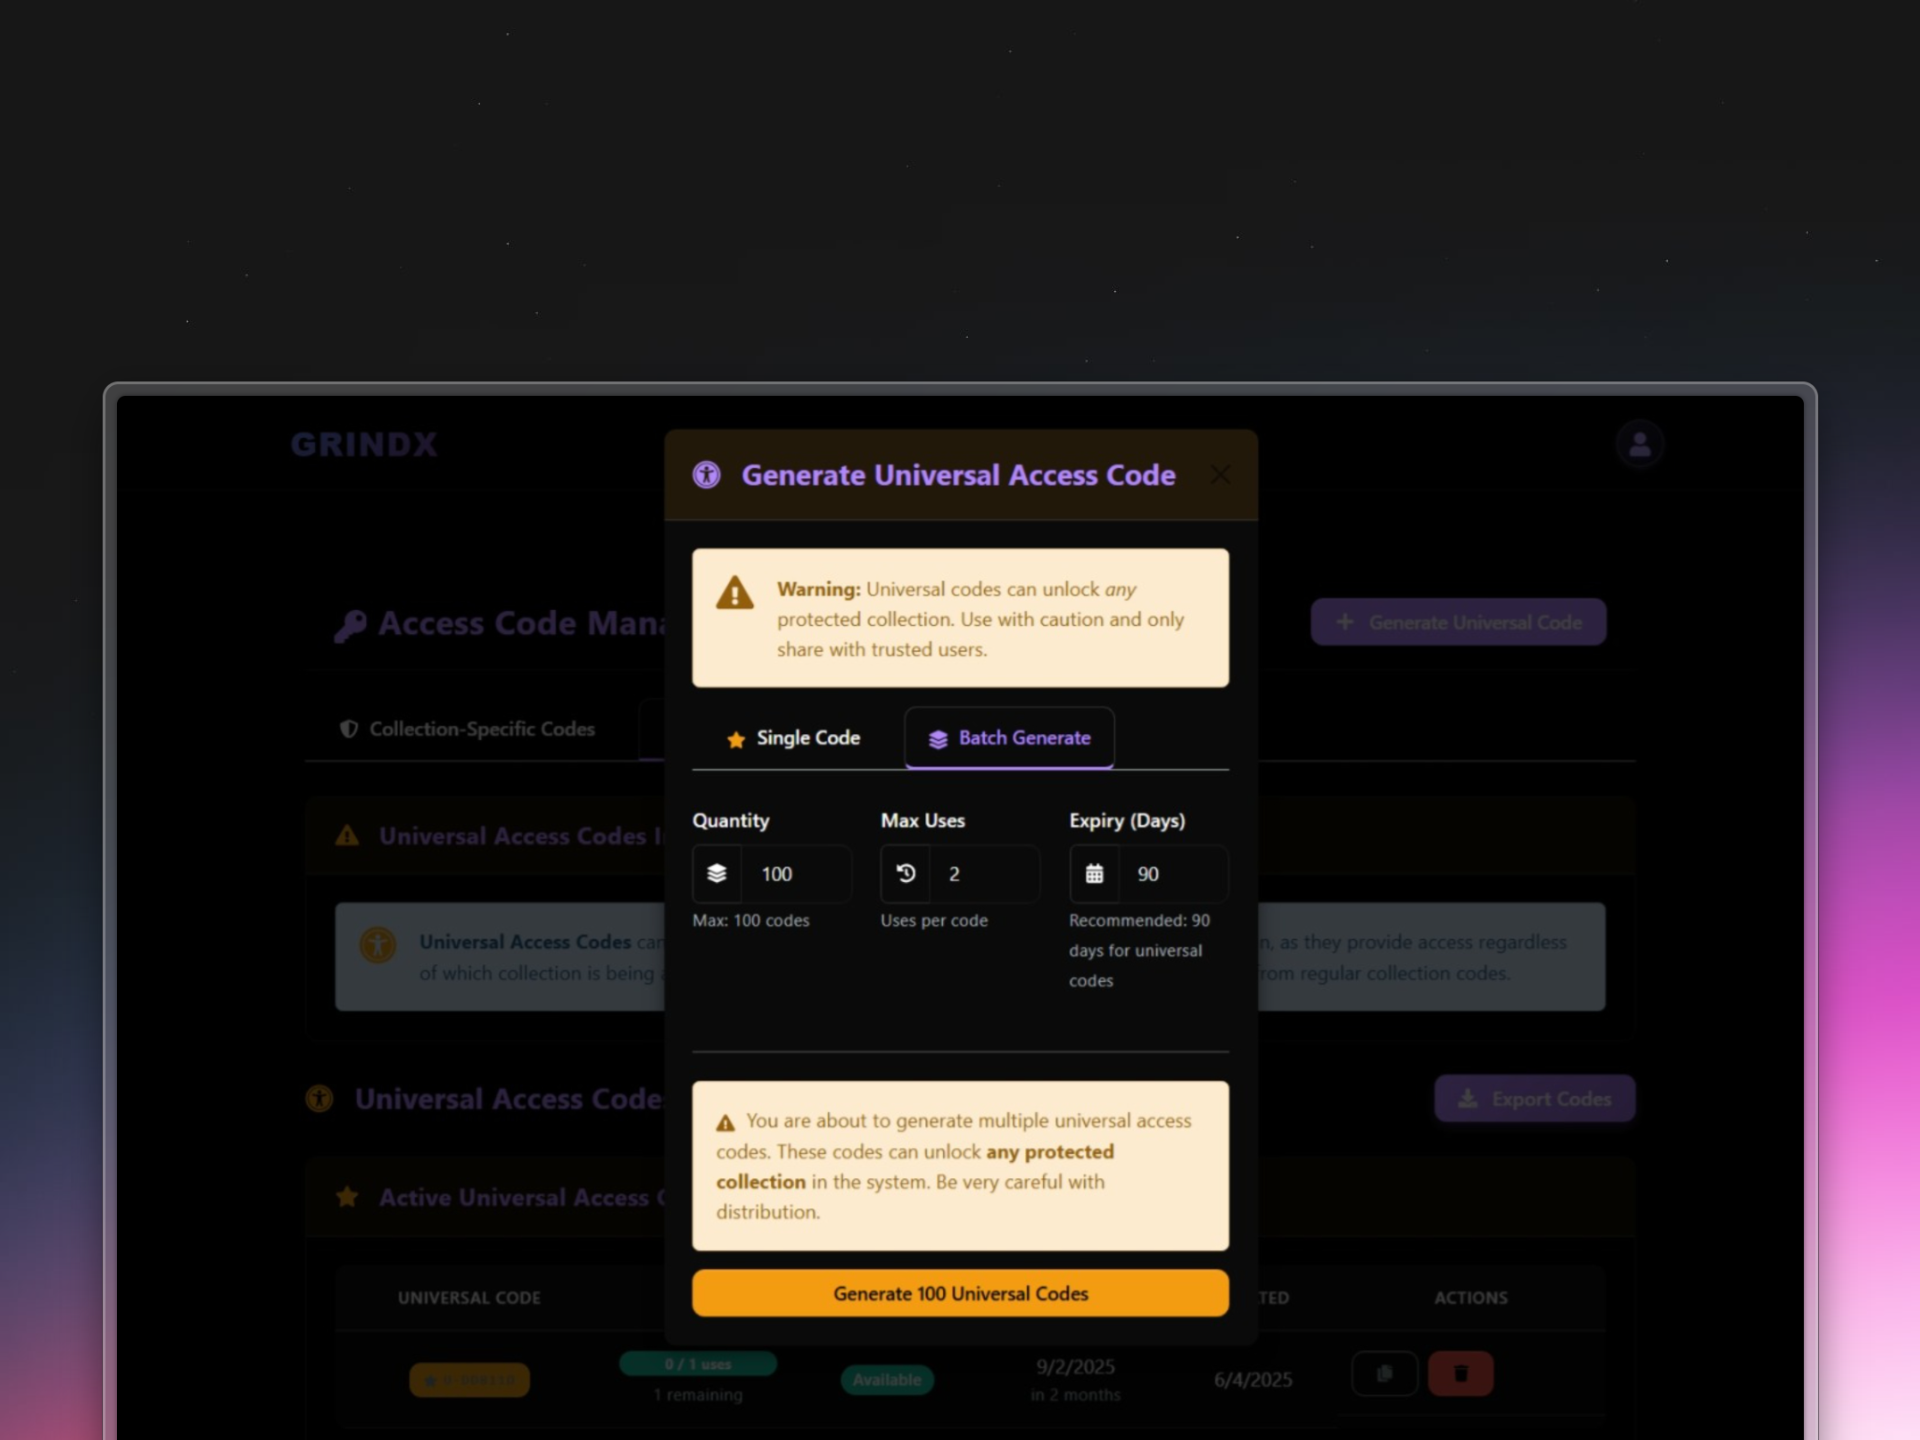 GRINDX
Generate Universal Access Code
Warning: Universal codes can unlock any
protected collection. Use with caution and only
share with trusted users.
Access Code
Generate Universal Code
Collection-Specific Codes
Single Code
Batch Generate
Quantity
Max Uses
Expiry (Days)
100
2
90
Max: 100 codes
Uses per code
Recommended: 90
days for universal
codes
Universal Access Codes
Universal Access Codes can
, as they provide access regardless
of which collection is being
from regular collection codes.
Universal Access Code
Export Codes
You are about to generate multiple universal access
codes. These codes can unlock any protected
collection in the system. Be very careful with
distribution.
Generate 100 Universal Codes
Active Universal Access
UNIVERSAL CODE
TED
ACTIONS
0 / 1 uses
1 remaining
Available
9/2/2025
in 2 months
6/4/2025